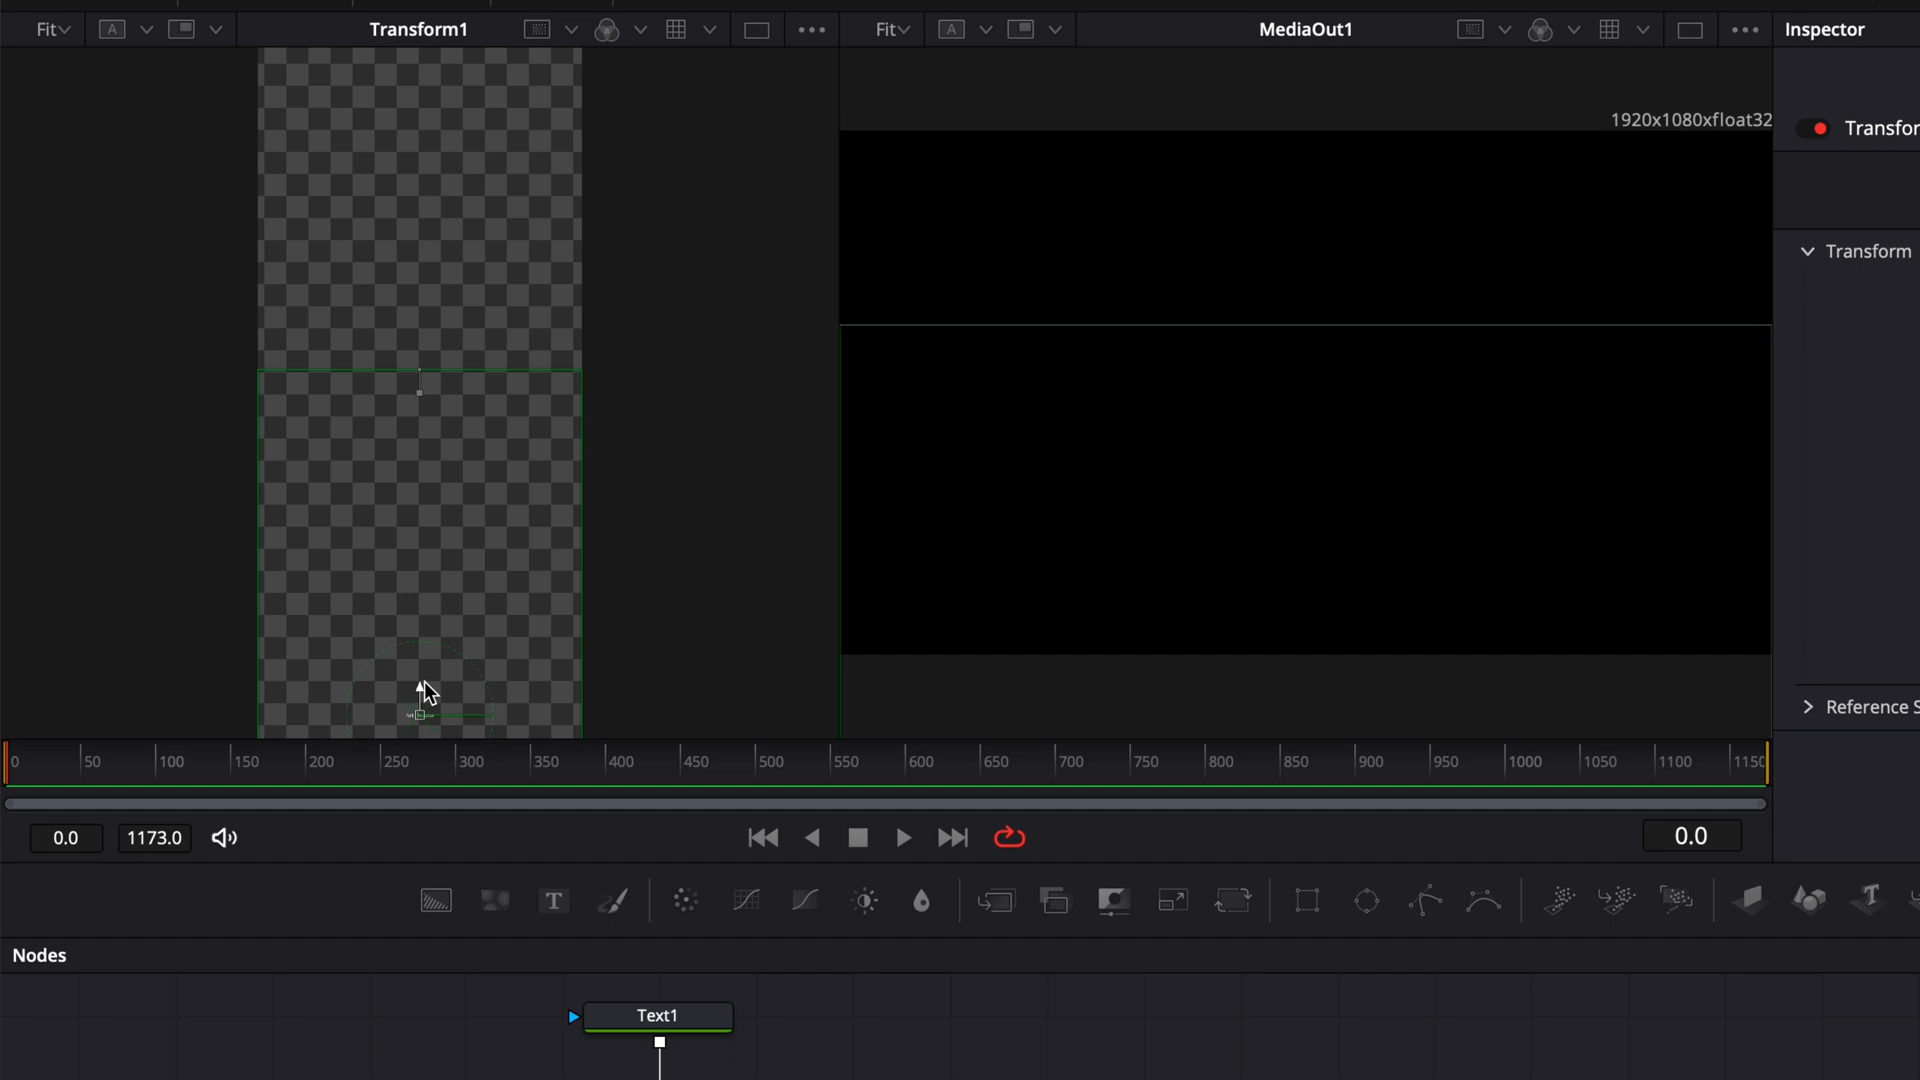 Fit
A
Transform1
Fit
A
MediaOut1
Inspector
1920x1080xfloat32
Transfor
Transform
Reference S
0 50 100 150 200 250 300 350 400 450 500 550 600 650 700 750 800 850 900 950 1000 1050 1100 1150
0.0
1173.0
0.0
T
T
Nodes
Text1